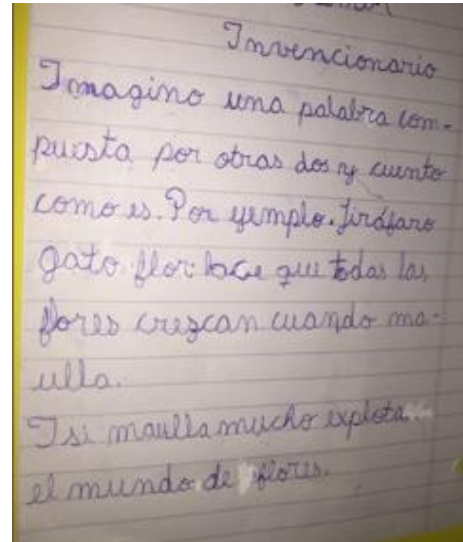 Invencionario
Imagino una palabra com-
puesta por otras dos y cuento
como es. Por ejemplo. Jirafaro
gato flor: hace que todas las
flores crezcan cuando ma-
ulla.
I si maulla mucho explota
el mundo de flores.